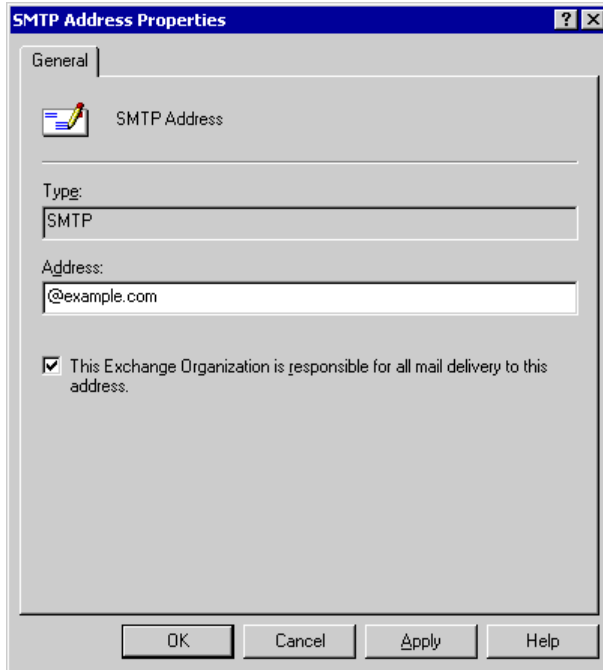 SMTP Address Properties
General
SMTP Address
Type:
SMTP
Address:
@example.com
This Exchange Organization is responsible for all mail delivery to this
address.
OK Cancel Apply Help